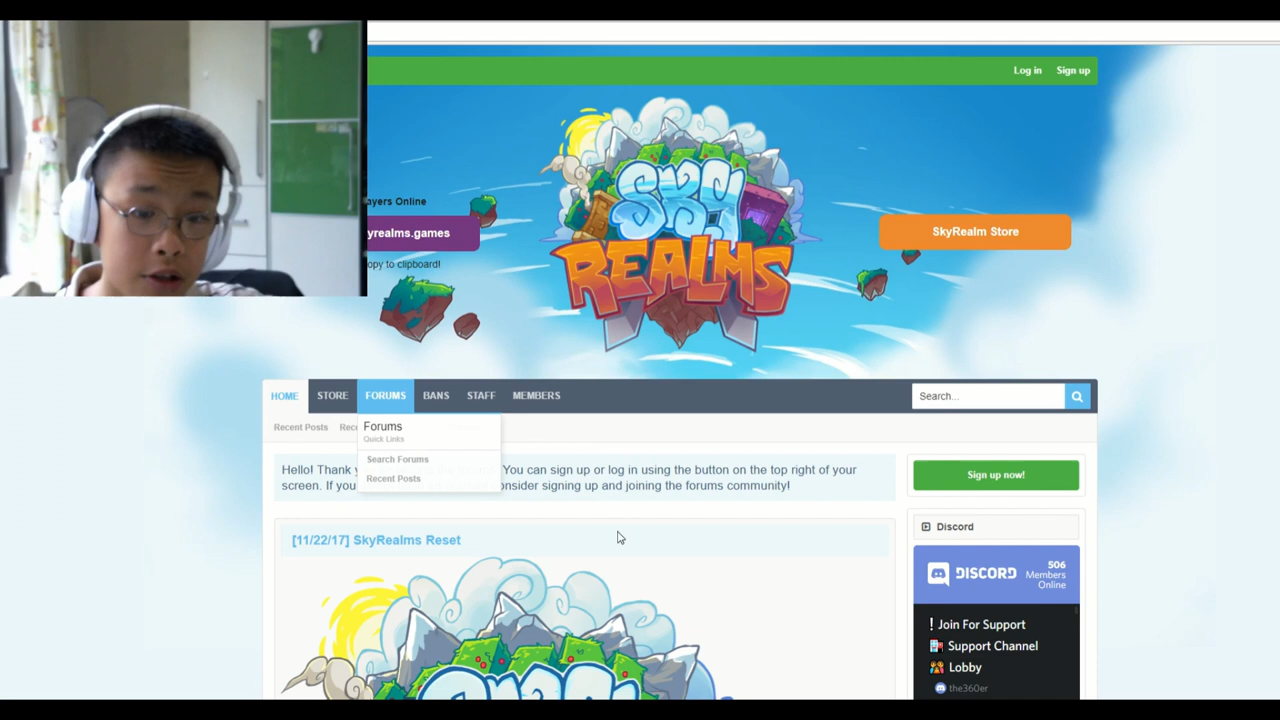 Log in
Sign up
SKY
REALMS
ayers Online
yrealms.games
opy to clipboard!
SkyRealm Store
HOME
STORE
FORUMS
BANS
STAFF
MEMBERS
Search...
Recent Posts
Rec
Forums
Quick Links
Search Forums
Recent Posts
Hello! Thank y You can sign up or log in using the button on the top right of your
screen. If you onsider signing up and joining the forums community!
Sign up now!
[11/22/17] SkyRealms Reset
Discord
DISCORD
506
Members
Online
! Join For Support
Support Channel
Lobby
the360er